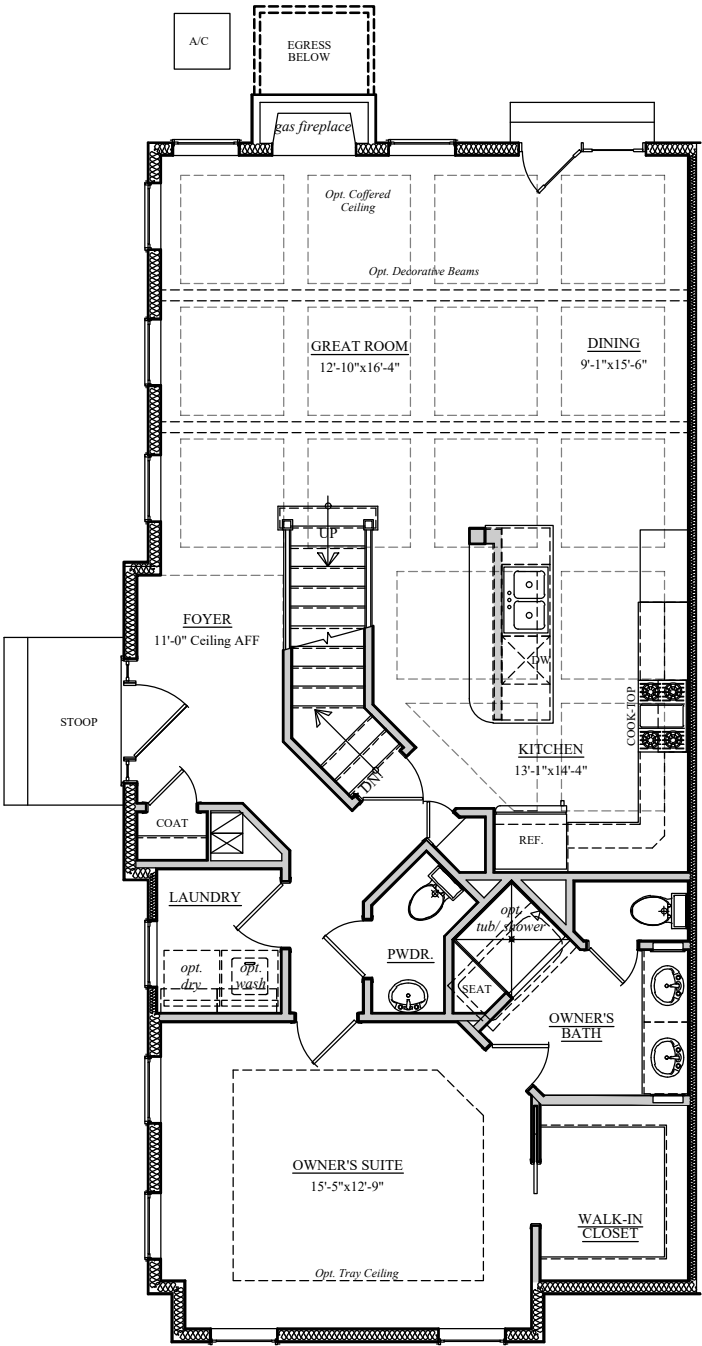 A/C
EGRESS
BELOW
gas fireplace
Opt. Coffered
Ceiling
Opt. Decorative Beams
GREAT ROOM
12'-10"x16'-4"
DINING
9'-1"x15'-6"
UP
FOYER
11'-0" Ceiling AFF
DW
STOOP
COOK-TOP
KITCHEN
13'-1"x14'-4"
DN
COAT
REF.
LAUNDRY
opt.
tub/ shower
PWDR.
opt.
dry
opt.
wash
SEAT
OWNER'S
BATH
OWNER'S SUITE
15'-5"x12'-9"
WALK-IN
CLOSET
Opt. Tray Ceiling